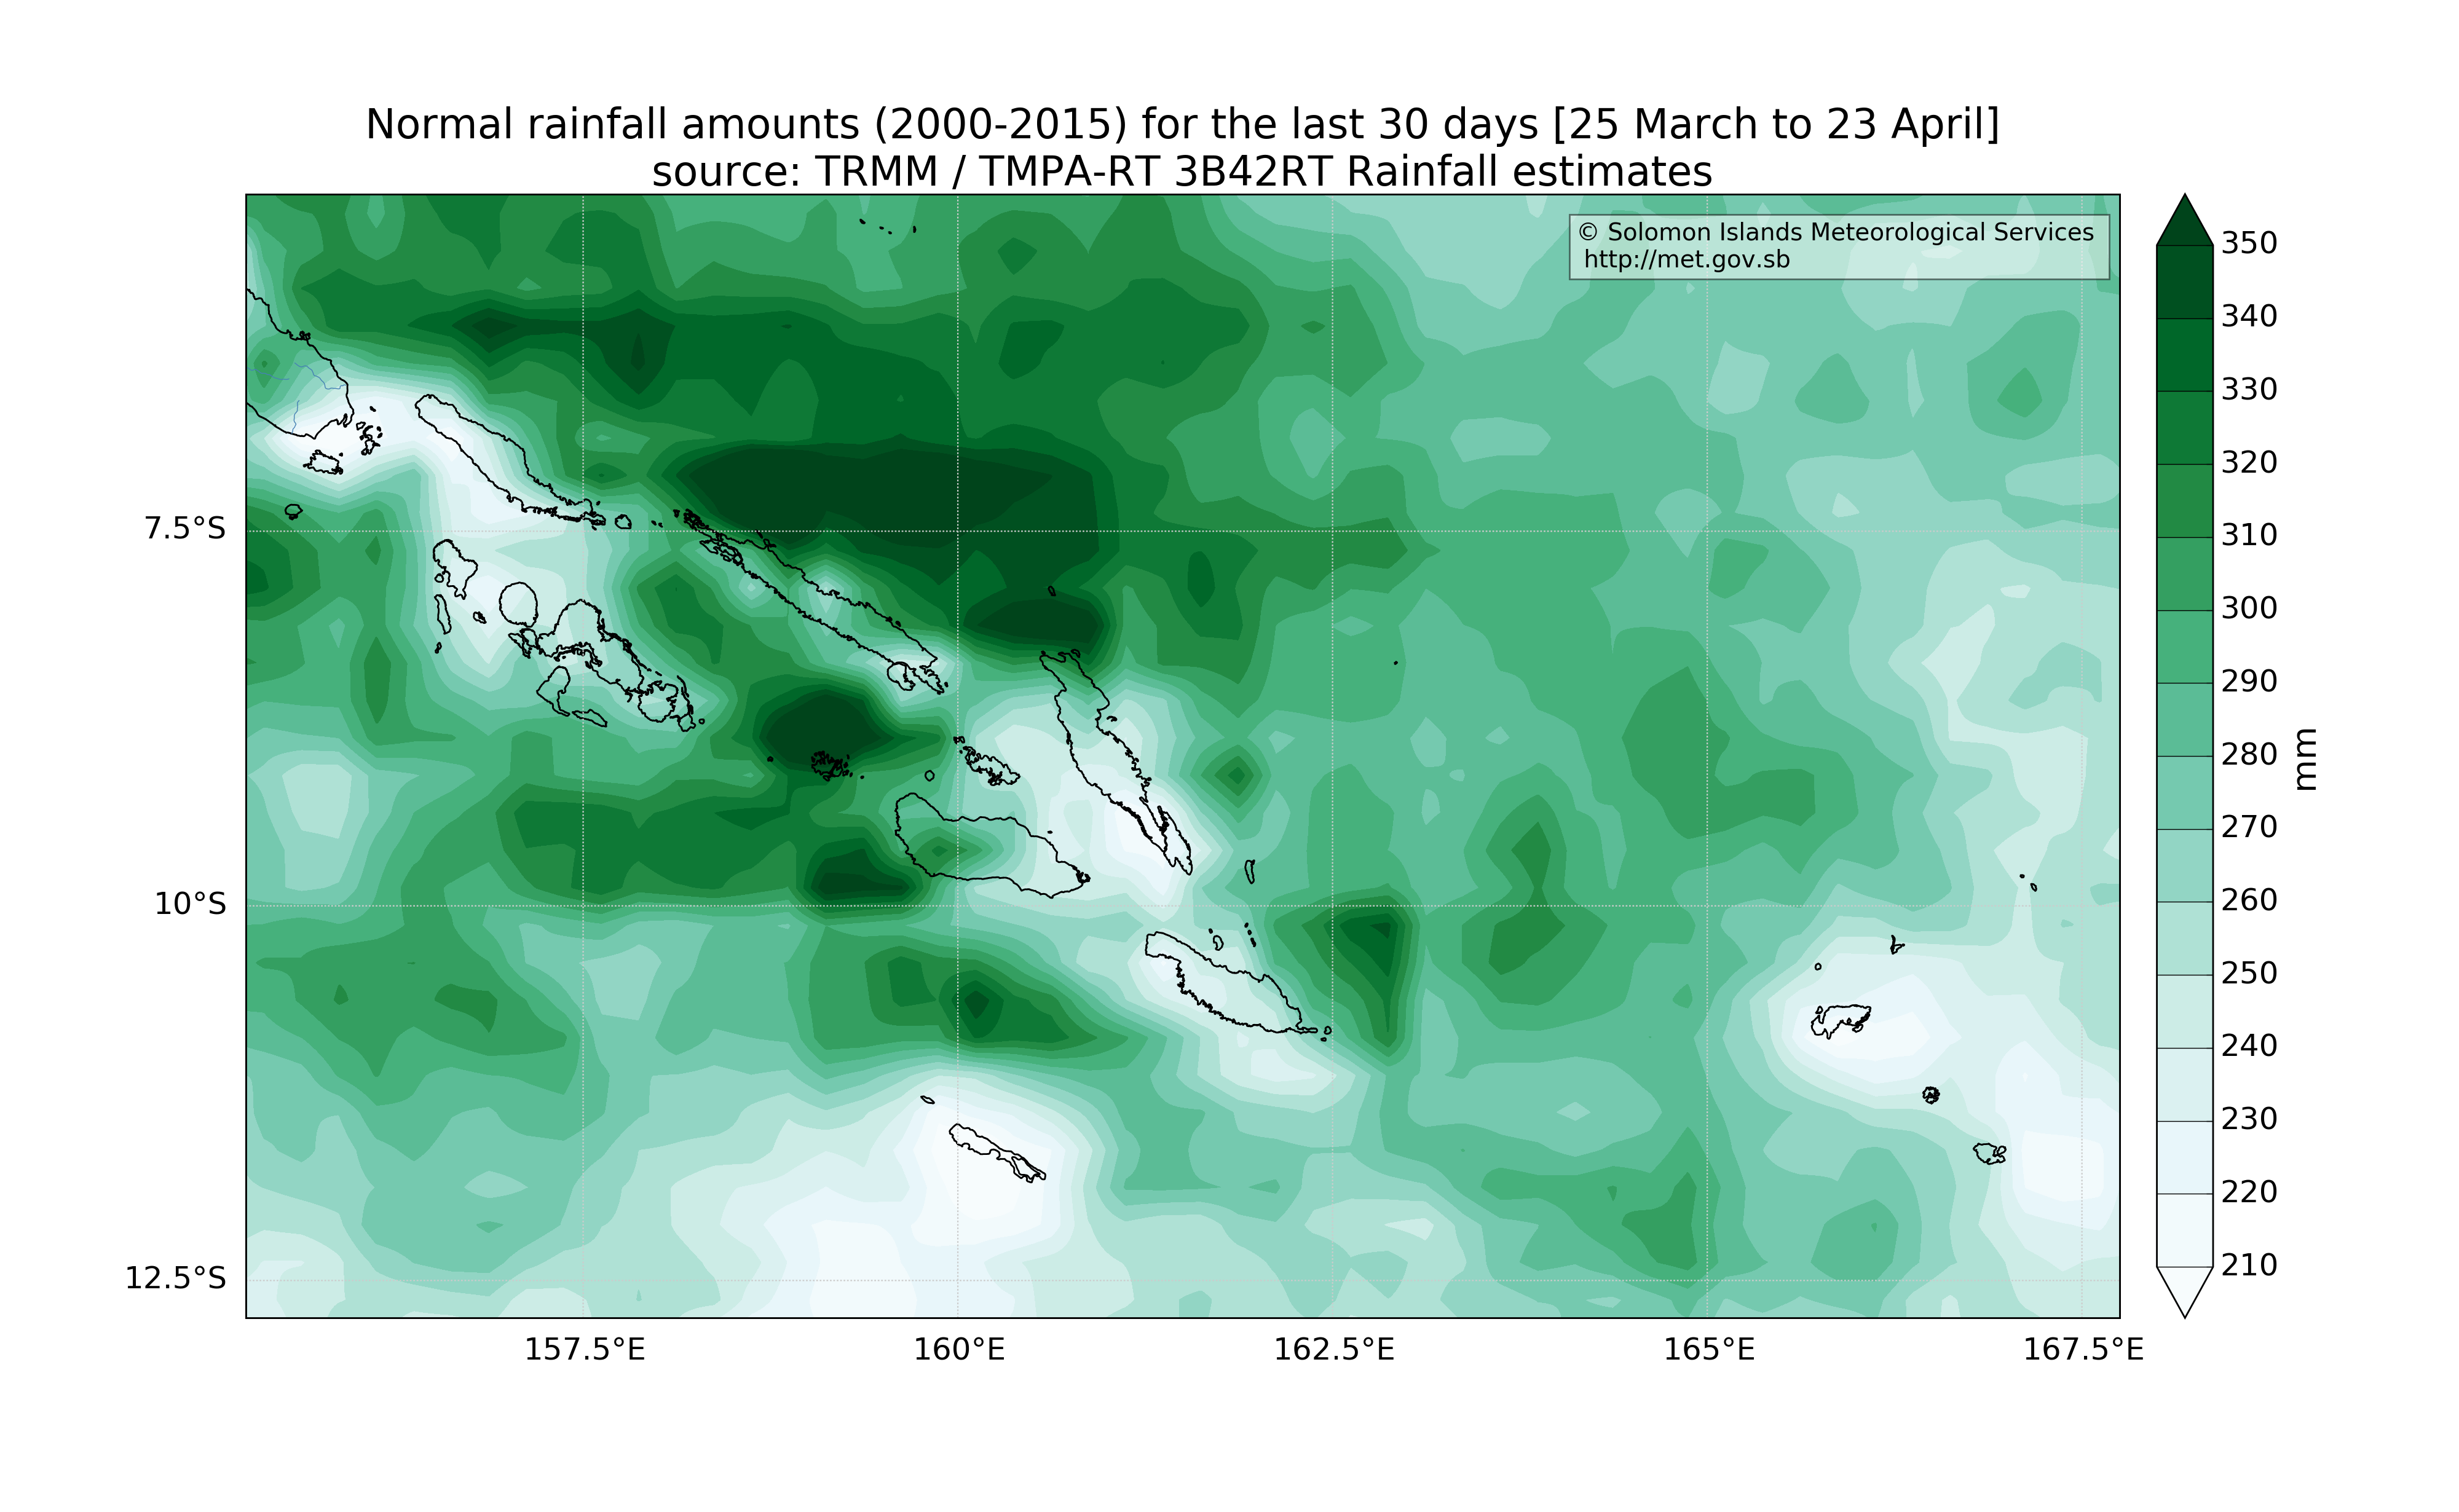 Normal rainfall amounts (2000-2015) for the last 30 days [25 March to 23 April]
source: TRMM / TMPA-RT 3B42RT Rainfall estimates
© Solomon Islands Meteorological Services
http://met.gov.sb
350
340
330
320
310
300
290
280
270
260
250
240
230
220
210
mm
7.5°S
10°S
12.5°S
157.5°E
160°E
162.5°E
165°E
167.5°E